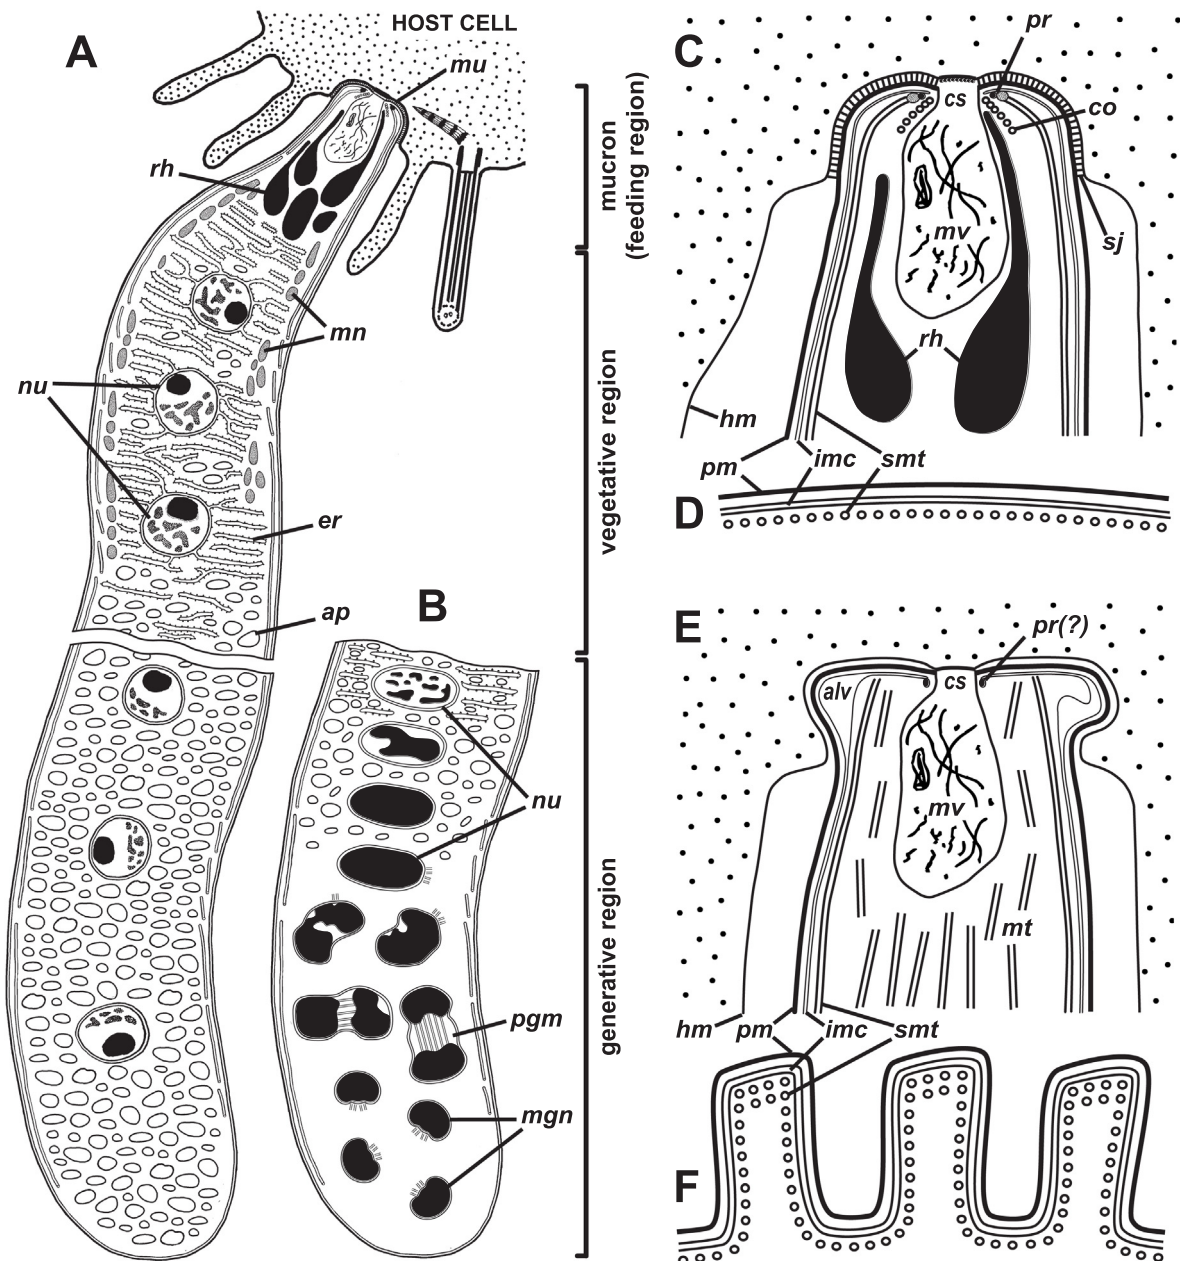 A
HOST CELL
mu
rh
mn
nu
er
ap
B
nu
pgm
mgn
mucron
(feeding region)
vegetative region
generative region
C
pr
cs
co
mv
sj
rh
hm
pm
imc
smt
D
E
pr(?)
alv
cs
mv
mt
hm
pm
imc
smt
F